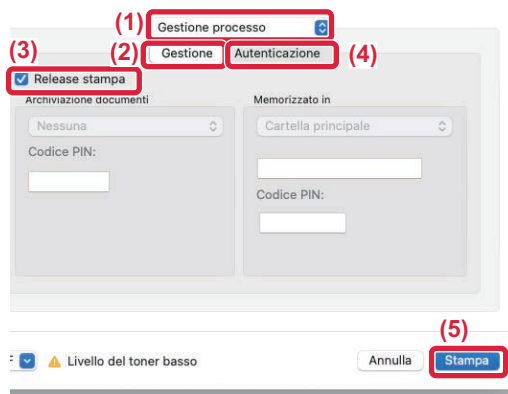 (1) Gestione processo
(2) Gestione Autenticazione (4)
(3)
Release stampa
Archiviazione documenti
Nessuna
Codice PIN:
Memorizzato in
Cartella principale
Codice PIN:
(5)
F Livello del toner basso Annulla Stampa